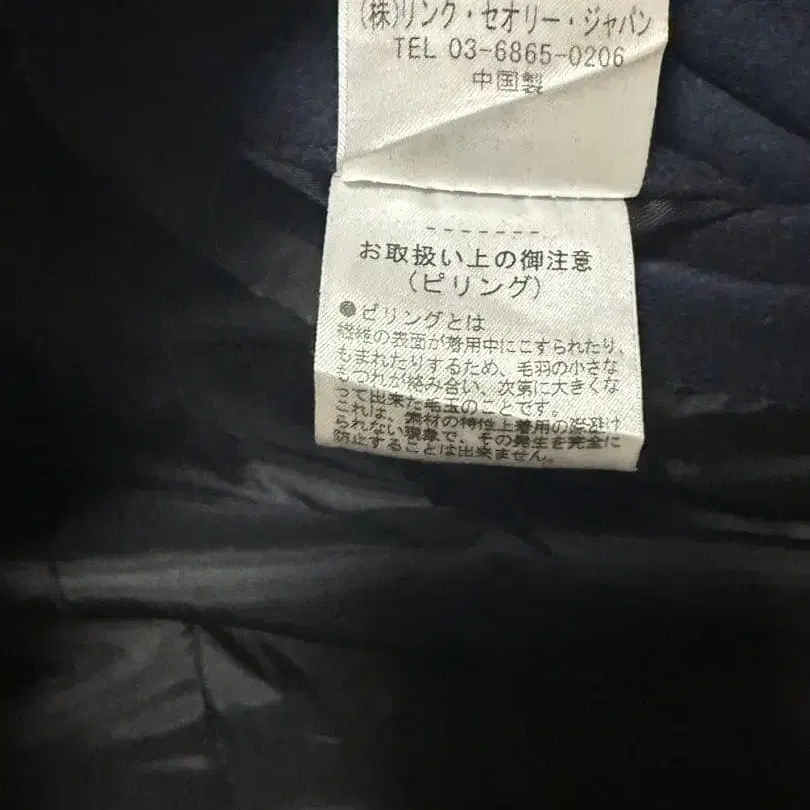 (株)リンク・セオリー・ジャパン
TEL 03-6865-0206
中国製
-------
お取扱い上の御注意
(ピリング)
●ピリングとは
繊維の表面が着用中にこすられたり、
もまれたりするため、毛羽の小さな
もつれが絡み合い、次第に大きくな
って出来た毛玉のことです。
これは、素材の特性上着用の際避け
られない現象で、その発生を完全に
防止することは出来ません。